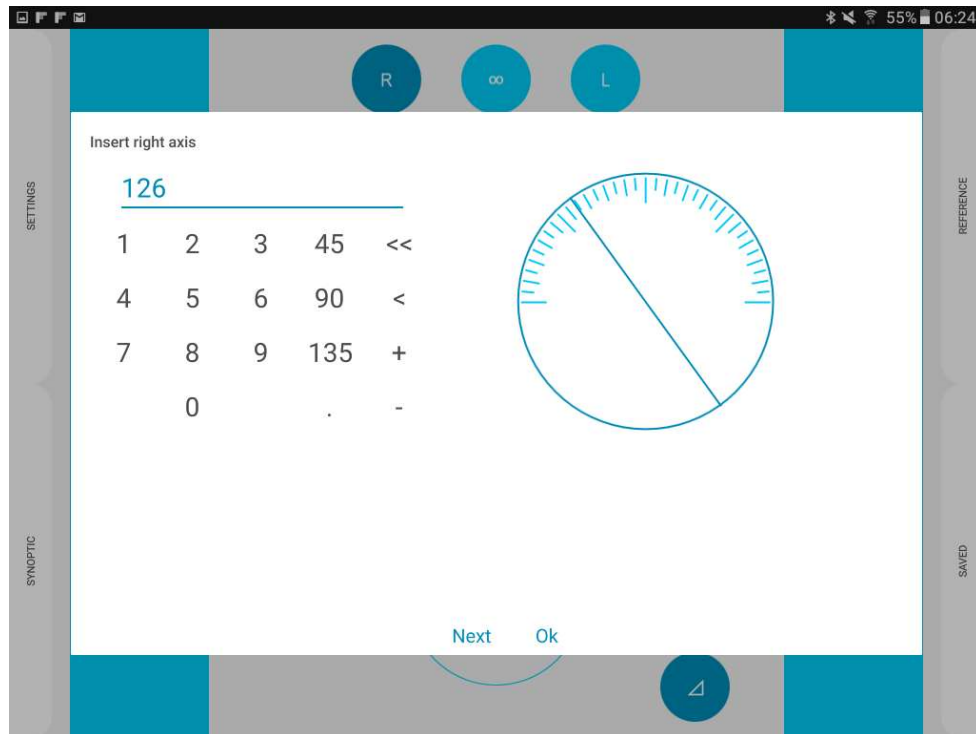 55% 06:24
R ∞ L
Insert right axis
126
1 2 3 45 <<
4 5 6 90 <
7 8 9 135 +
0 . -
Next Ok
SETTINGS
SYNOPTIC
REFERENCE
SAVED